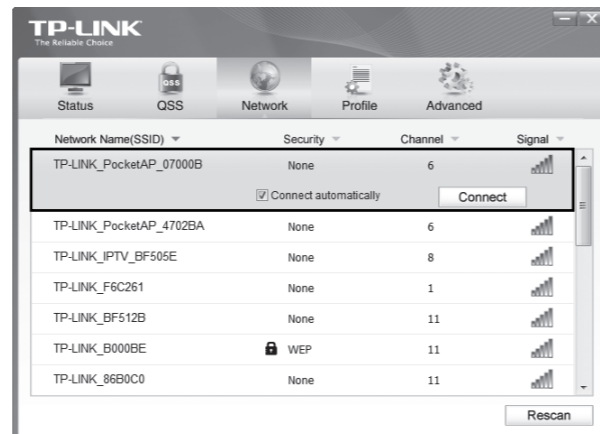 TP-LINK
The Reliable Choice
QSS
Status QSS Network Profile Advanced
Network Name(SSID) Security Channel Signal
TP-LINK_PocketAP_07000B None 6
Connect automatically Connect
TP-LINK_PocketAP_4702BA None 6
TP-LINK_IPTV_BF505E None 8
TP-LINK_F6C261 None 1
TP-LINK_BF512B None 11
TP-LINK_B000BE WEP 11
TP-LINK_86B0C0 None 11
Rescan